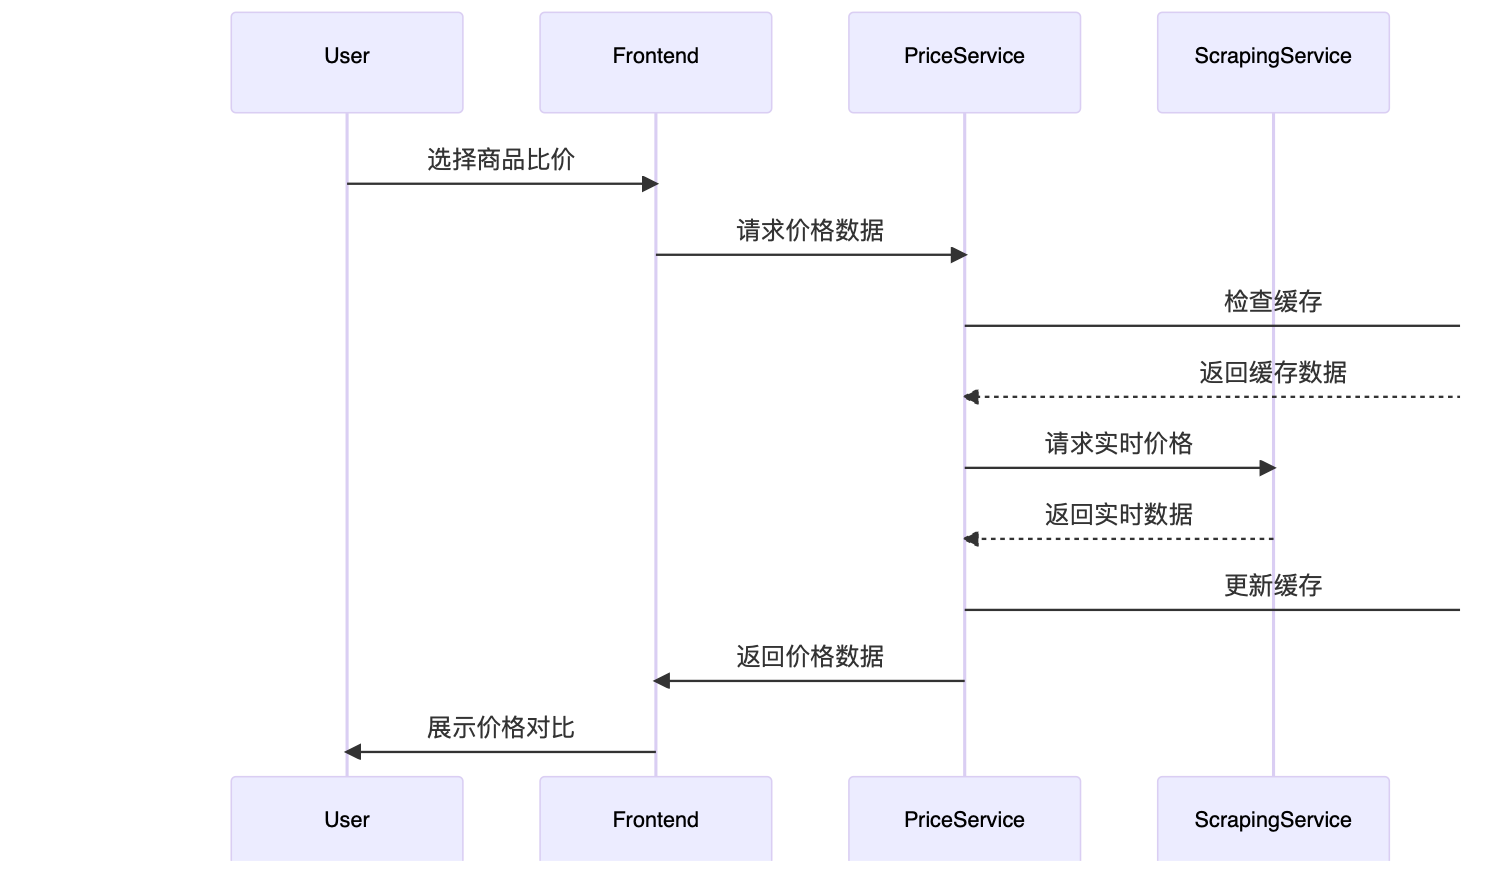 User
Frontend
PriceService
ScrapingService
选择商品比价
请求价格数据
检查缓存
返回缓存数据
请求实时价格
返回实时数据
更新缓存
返回价格数据
展示价格对比
User
Frontend
PriceService
ScrapingService